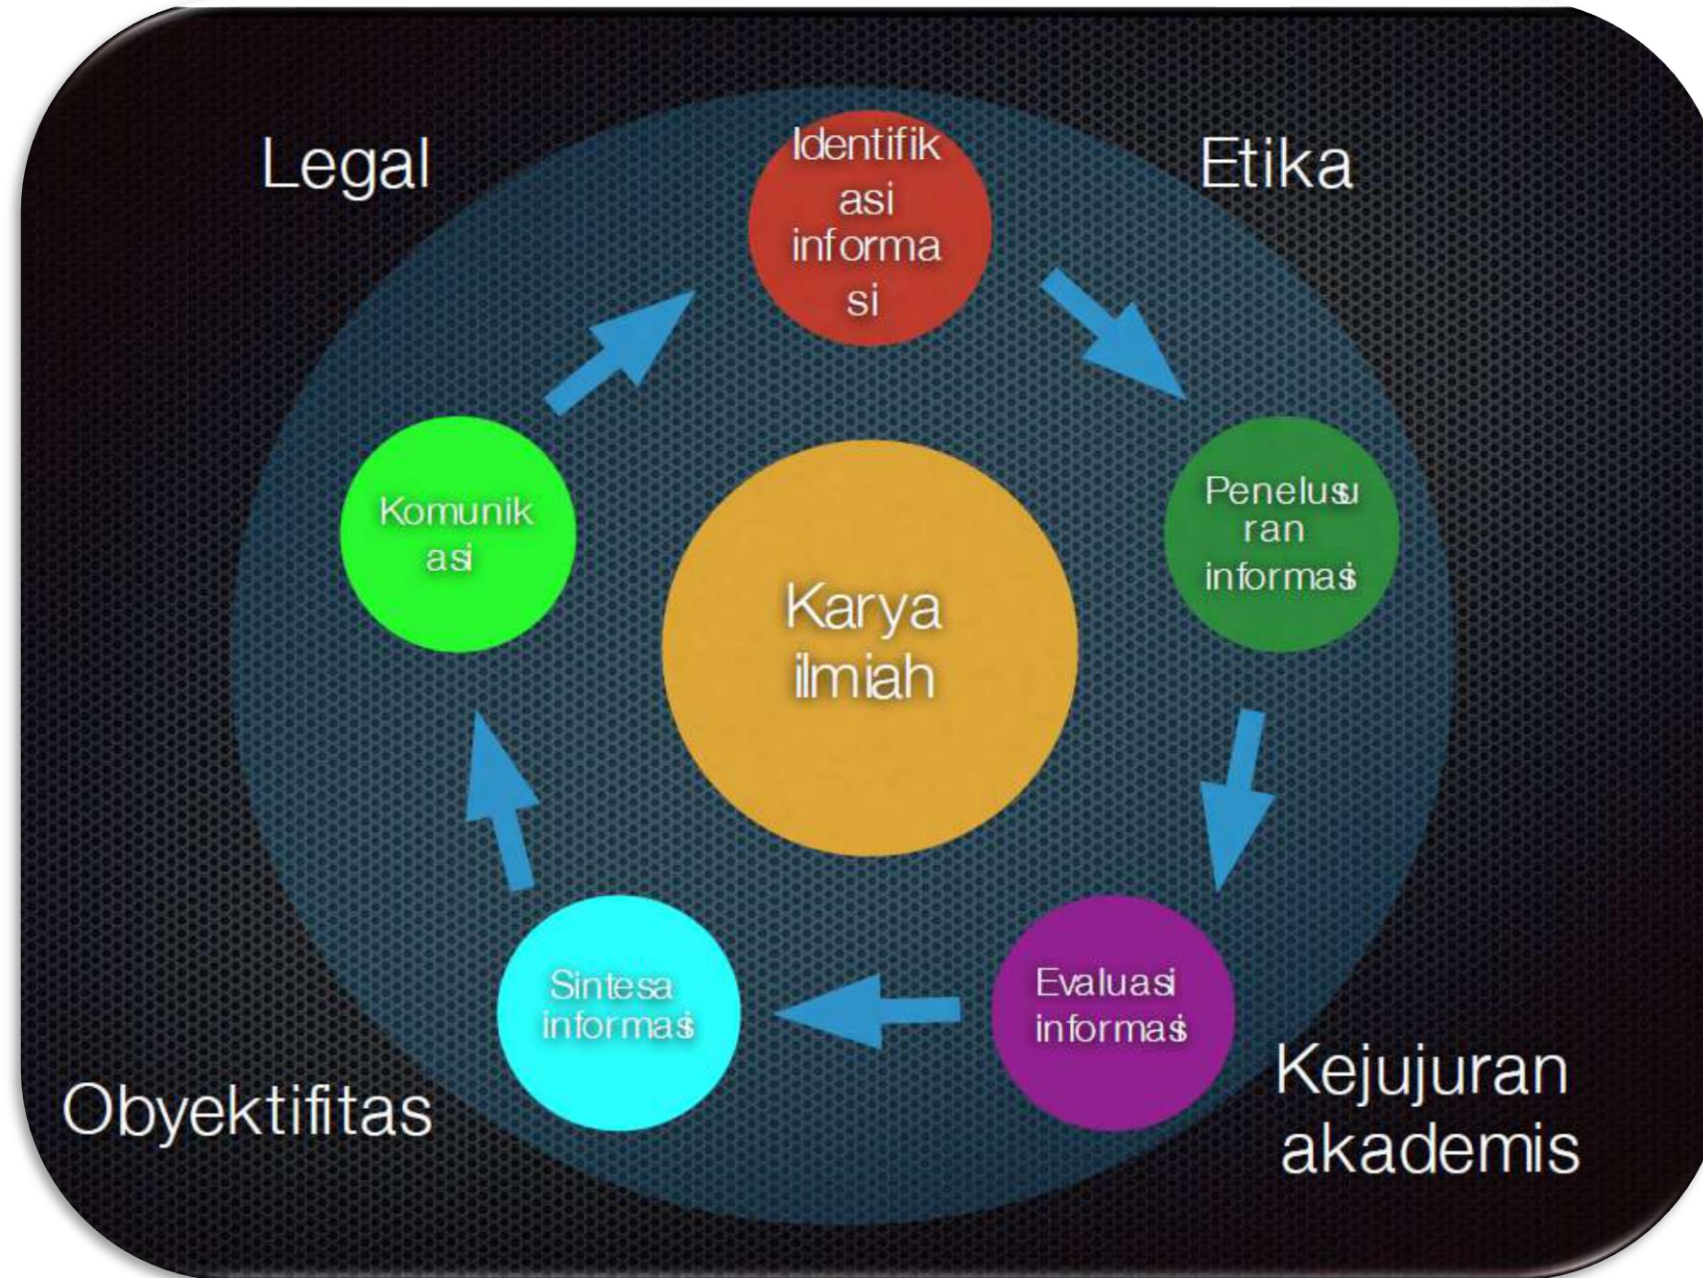 Legal
Etika
Identifik
asi
informa
si
Komunik
asi
Penelusu
ran
informasi
Karya
ilmiah
Sintesa
informasi
Evaluasi
informasi
Obyektifitas
Kejujuran
akademis